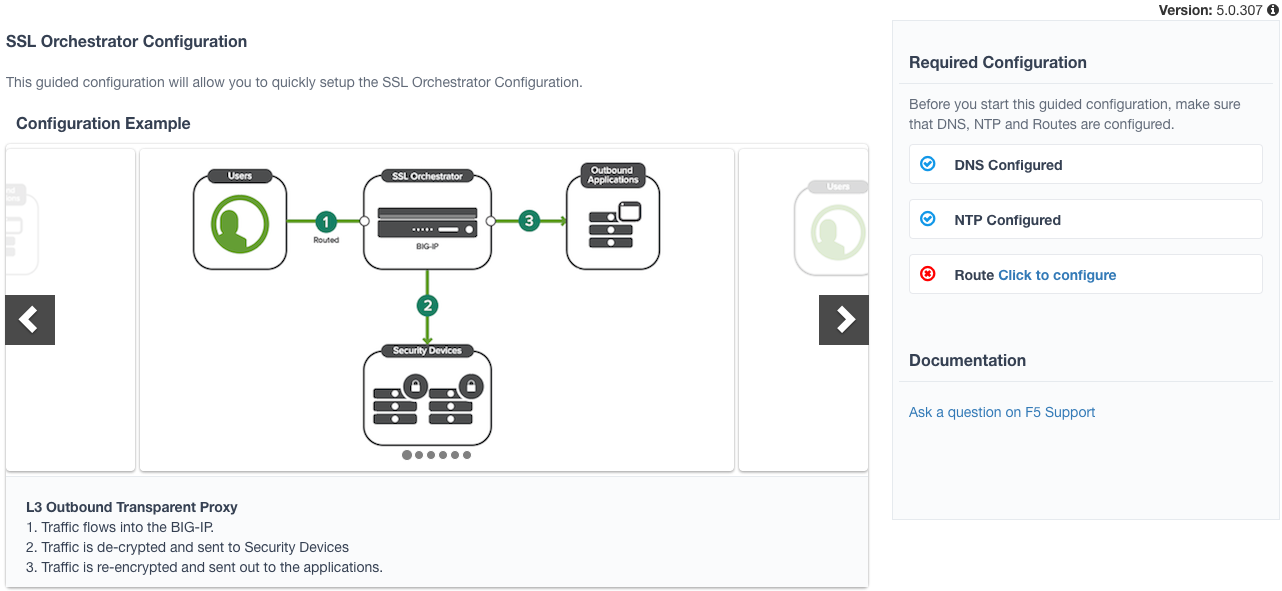 Version: 5.0.307
SSL Orchestrator Configuration
This guided configuration will allow you to quickly setup the SSL Orchestrator Configuration.
Configuration Example
Users
SSL Orchestrator
Outbound
Applications
1
Routed
BIG-IP
3
2
Security Devices
Users
L3 Outbound Transparent Proxy
1. Traffic flows into the BIG-IP.
2. Traffic is de-crypted and sent to Security Devices
3. Traffic is re-encrypted and sent out to the applications.
Required Configuration
Before you start this guided configuration, make sure
that DNS, NTP and Routes are configured.
DNS Configured
NTP Configured
Route Click to configure
Documentation
Ask a question on F5 Support